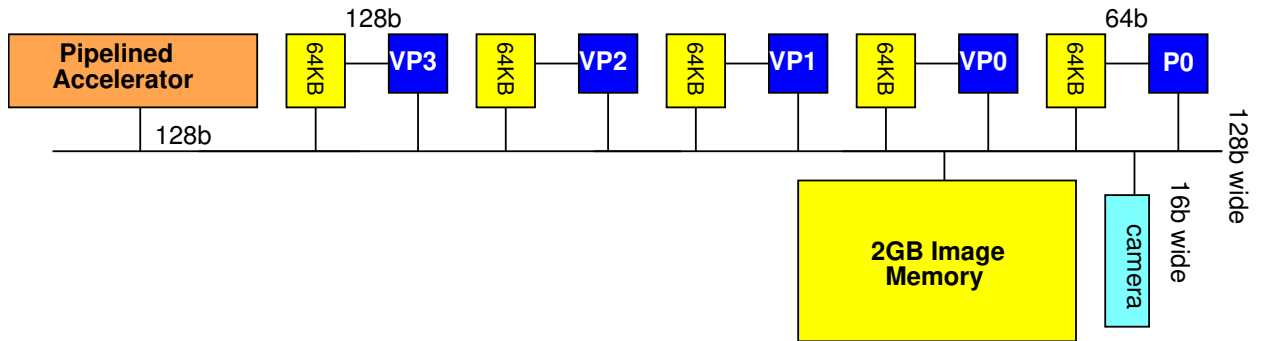 128b
64b
Pipelined
Accelerator
64KB
VP3
64KB
VP2
64KB
VP1
64KB
VP0
64KB
P0
128b
128b wide
16b wide
2GB Image
Memory
camera